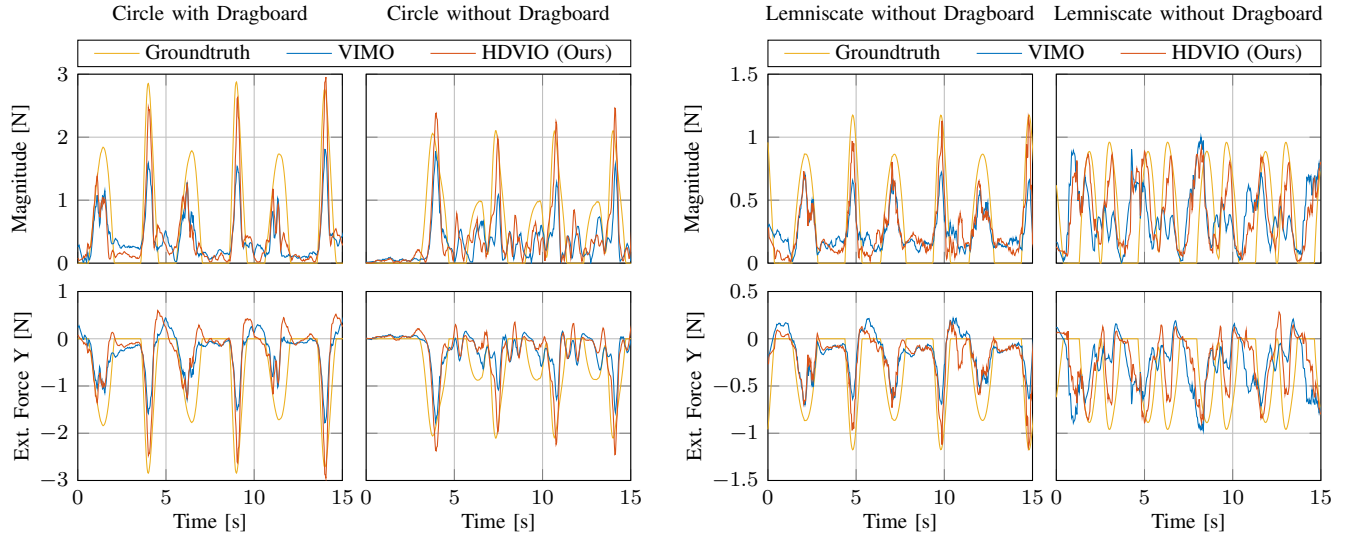 Circle with Dragboard
Circle without Dragboard
Lemniscate without Dragboard
Lemniscate without Dragboard
Groundtruth
VIMO
HDVIO (Ours)
Groundtruth
VIMO
HDVIO (Ours)
Magnitude [N]
3
2
1
0
Magnitude [N]
1.5
1
0.5
0
Ext. Force Y [N]
1
0
−1
−2
−3
Ext. Force Y [N]
0.5
0
−0.5
−1
−1.5
0
5
10
15
5
10
15
0
5
10
15
5
10
15
Time [s]
Time [s]
Time [s]
Time [s]